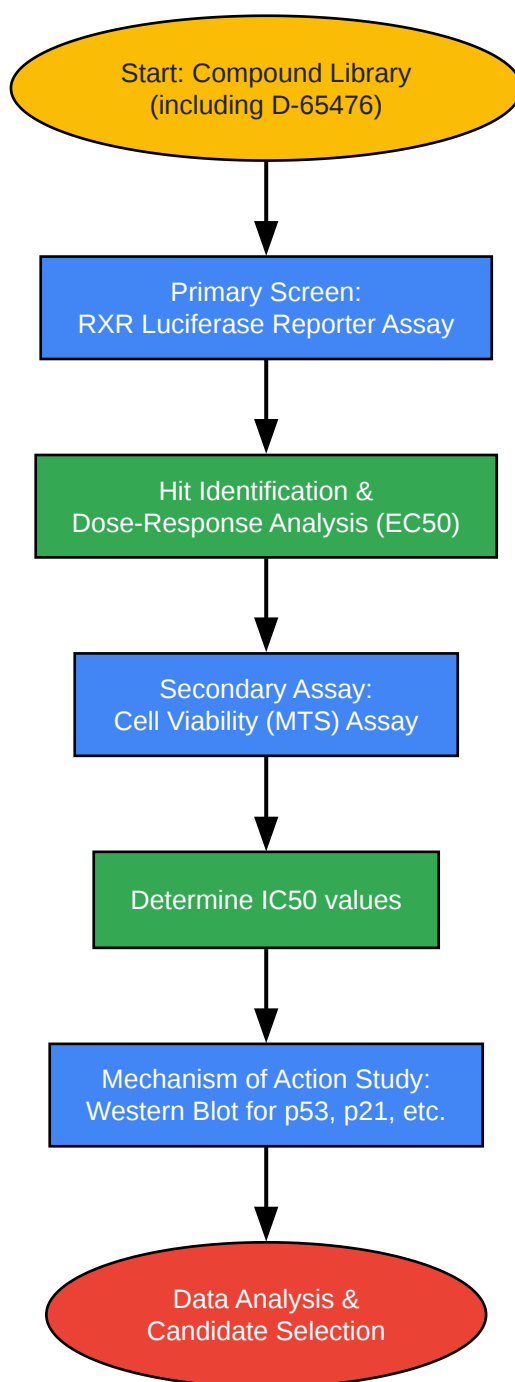 Start: Compound Library
(including D-65476)
Primary Screen:
RXR Luciferase Reporter Assay
Hit Identification &
Dose-Response Analysis (EC50)
Secondary Assay:
Cell Viability (MTS) Assay
Determine IC50 values
Mechanism of Action Study:
Western Blot for p53, p21, etc.
Data Analysis &
Candidate Selection